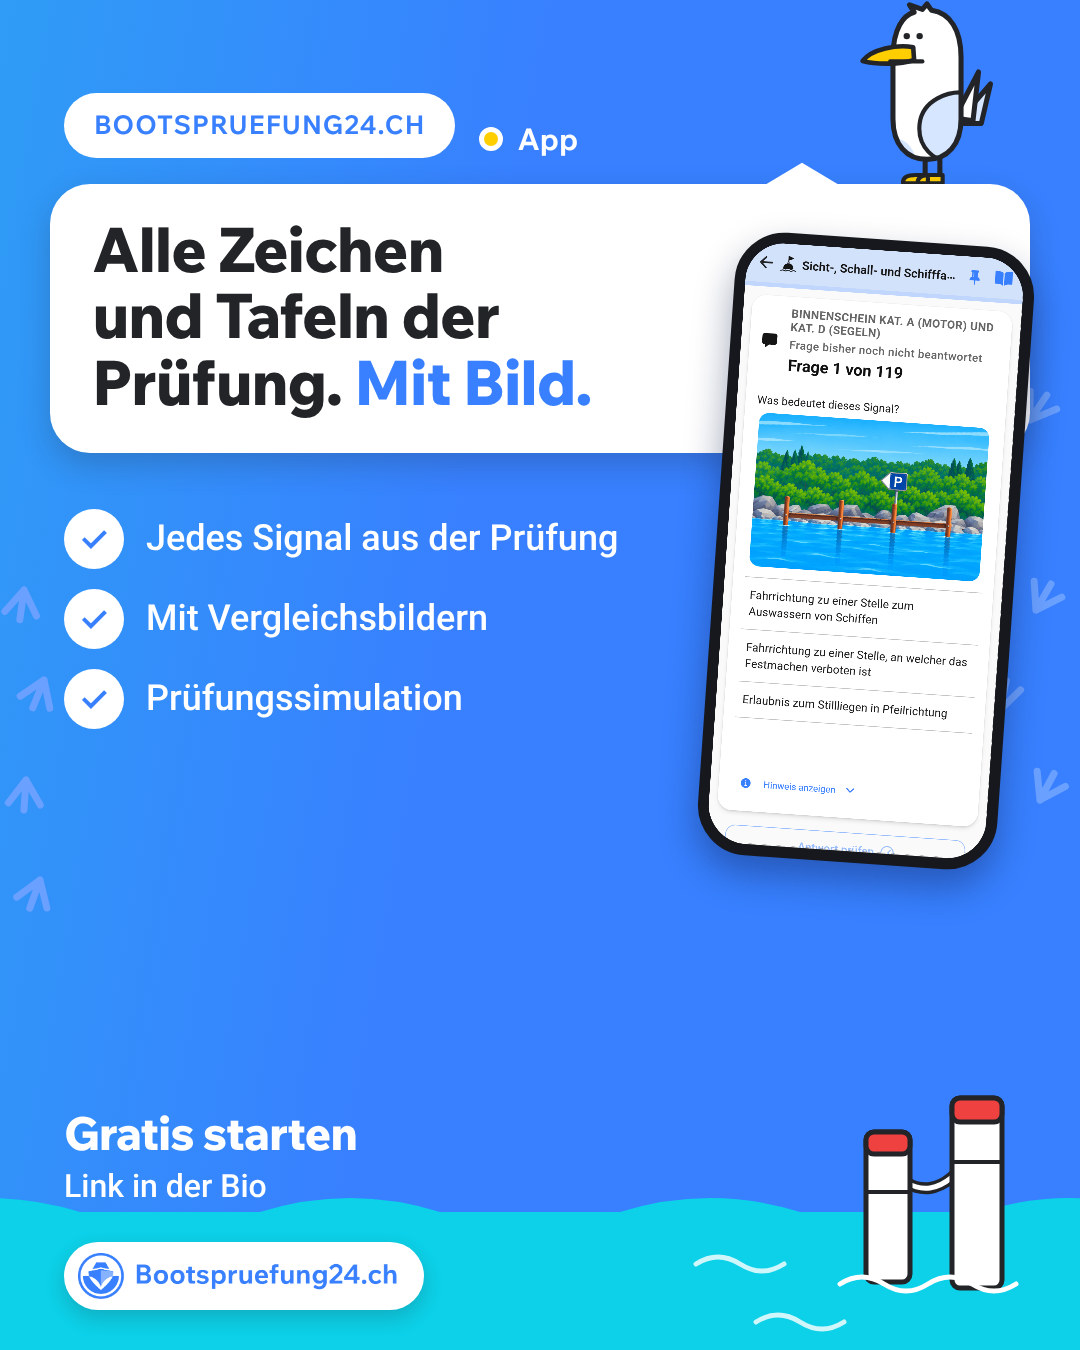 BOOTSPRUEFUNG24.CH
App
Alle Zeichen
und Tafeln der
Prüfung. Mit Bild.
Jedes Signal aus der Prüfung
Mit Vergleichsbildern
Prüfungssimulation
Sicht-, Schall- und Schifffa...
BINNENSCHEIN KAT. A (MOTOR) UND
KAT. D (SEGELN)
Frage bisher noch nicht beantwortet
Frage 1 von 119
Was bedeutet dieses Signal?
P
Fahrrichtung zu einer Stelle zum
Auswassern von Schiffen
Fahrrichtung zu einer Stelle, an welcher das
Festmachen verboten ist
Erlaubnis zum Stillliegen in Pfeilrichtung
Hinweis anzeigen
Antwort prüfen
Gratis starten
Link in der Bio
Bootspruefung24.ch